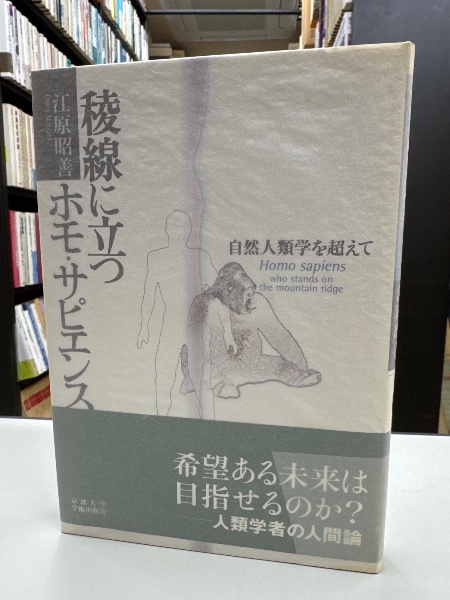 稜線に立つ
ホモ・サピエンス
江原昭善
自然人類学を超えて
Homo sapiens
who stands on
the mountain ridge
希望ある未来は
目指せるのか?
人類学者の人間論
京都大学
学術出版会